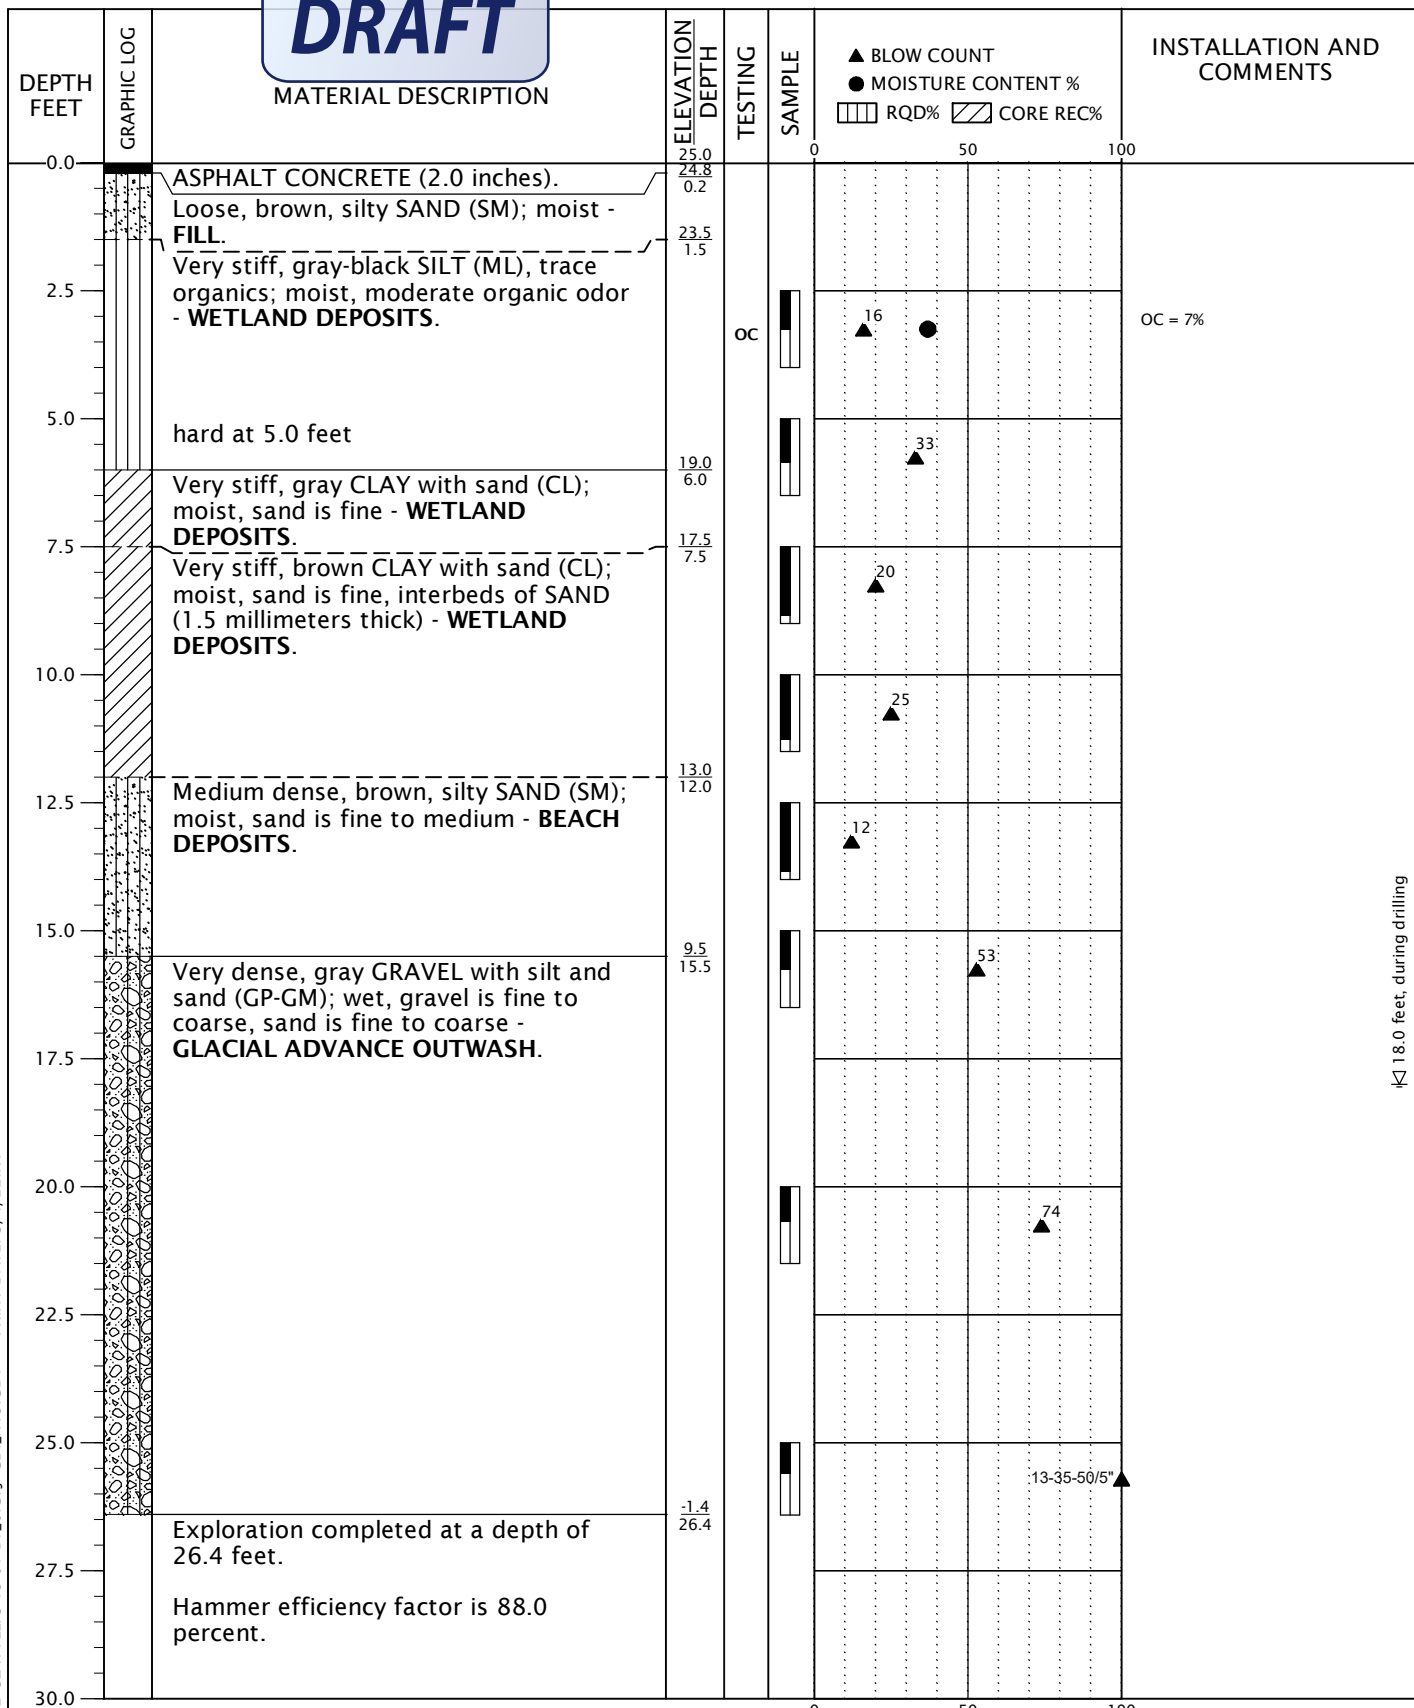 DRAFT
DEPTH
FEET
GRAPHIC LOG
MATERIAL DESCRIPTION
ELEVATION
DEPTH
TESTING
SAMPLE
▲ BLOW COUNT
● MOISTURE CONTENT %
RQD% CORE REC%
INSTALLATION AND
COMMENTS
0 50 100
0.0
25.0
24.8
0.2
ASPHALT CONCRETE (2.0 inches).
Loose, brown, silty SAND (SM); moist -
FILL.
23.5
1.5
Very stiff, gray-black SILT (ML), trace
organics; moist, moderate organic odor
- WETLAND DEPOSITS.
2.5
OC
16
OC = 7%
5.0
hard at 5.0 feet
33
19.0
6.0
Very stiff, gray CLAY with sand (CL);
moist, sand is fine - WETLAND
DEPOSITS.
7.5
17.5
7.5
Very stiff, brown CLAY with sand (CL);
moist, sand is fine, interbeds of SAND
(1.5 millimeters thick) - WETLAND
DEPOSITS.
20
10.0
25
13.0
12.0
12.5
Medium dense, brown, silty SAND (SM);
moist, sand is fine to medium - BEACH
DEPOSITS.
12
15.0
9.5
15.5
53
Very dense, gray GRAVEL with silt and
sand (GP-GM); wet, gravel is fine to
coarse, sand is fine to coarse -
GLACIAL ADVANCE OUTWASH.
17.5
18.0 feet, during drilling
20.0
74
22.5
25.0
13-35-50/5"
-1.4
26.4
Exploration completed at a depth of
26.4 feet.
27.5
Hammer efficiency factor is 88.0
percent.
30.0